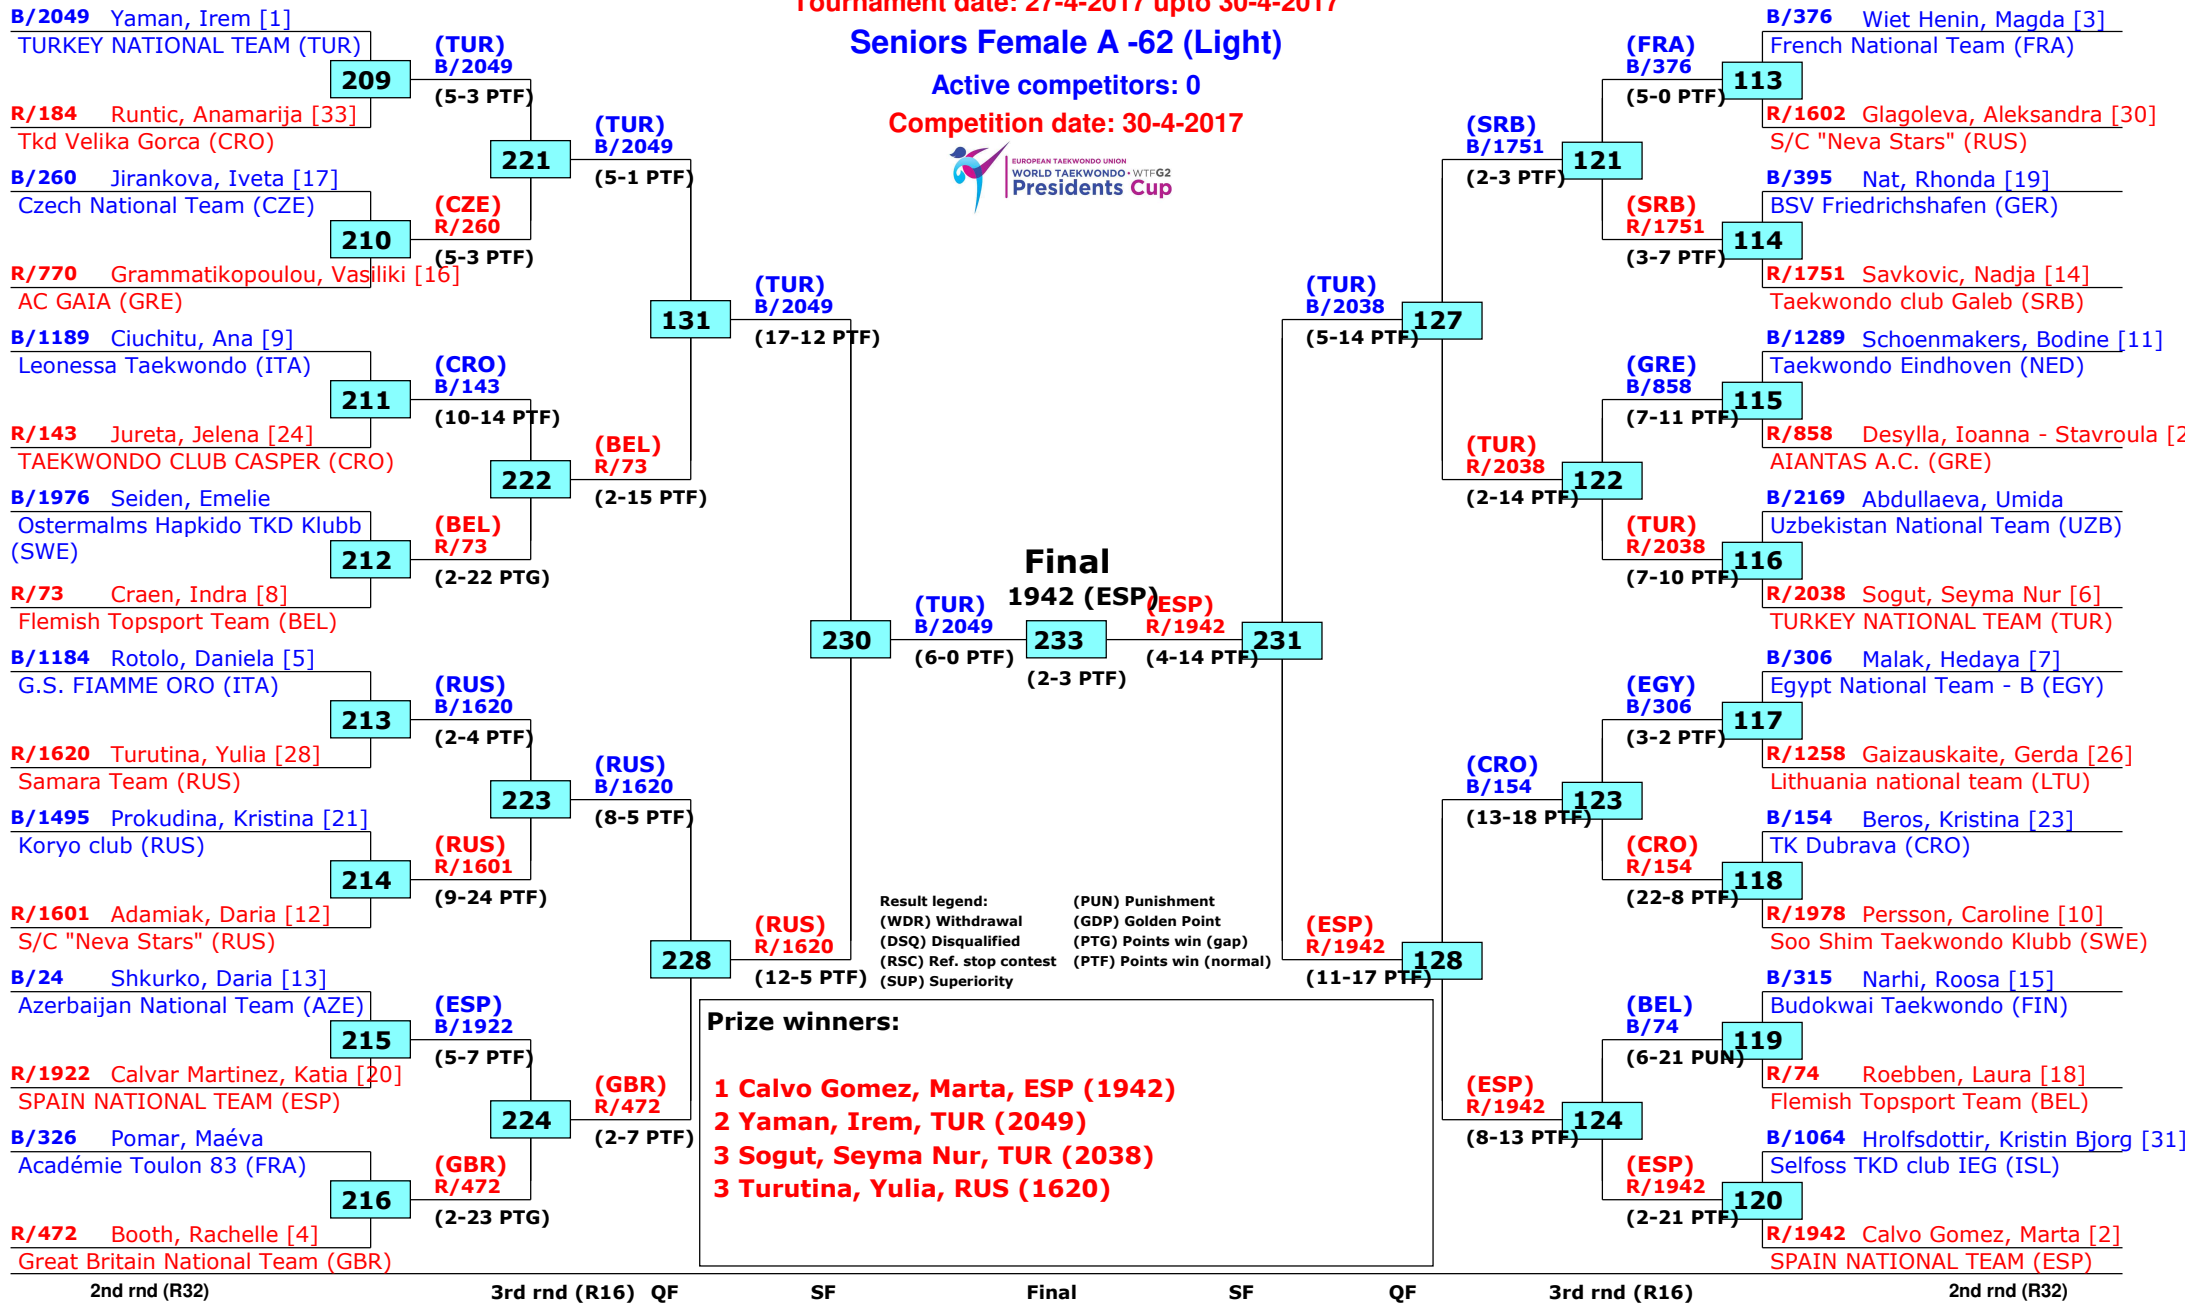 Tournament date: 27-4-2017 upto 30-4-2017
Seniors Female A -62 (Light)
Active competitors: 0
Competition date: 30-4-2017
EUROPEAN TAEKWONDO UNION
WORLD TAEKWONDO • WTFG2
Presidents Cup
B/2049 Yaman, Irem [1]
TURKEY NATIONAL TEAM (TUR)
209
R/184 Runtic, Anamarija [33]
Tkd Velika Gorca (CRO)
B/260 Jirankova, Iveta [17]
Czech National Team (CZE)
210
R/770 Grammatikopoulou, Vasiliki [16]
AC GAIA (GRE)
B/1189 Ciuchitu, Ana [9]
Leonessa Taekwondo (ITA)
211
R/143 Jureta, Jelena [24]
TAEKWONDO CLUB CASPER (CRO)
B/1976 Seiden, Emelie
Ostermalms Hapkido TKD Klubb
(SWE)
212
R/73 Craen, Indra [8]
Flemish Topsport Team (BEL)
B/1184 Rotolo, Daniela [5]
G.S. FIAMME ORO (ITA)
213
R/1620 Turutina, Yulia [28]
Samara Team (RUS)
B/1495 Prokudina, Kristina [21]
Koryo club (RUS)
214
R/1601 Adamiak, Daria [12]
S/C "Neva Stars" (RUS)
B/24 Shkurko, Daria [13]
Azerbaijan National Team (AZE)
215
R/1922 Calvar Martinez, Katia [20]
SPAIN NATIONAL TEAM (ESP)
B/326 Pomar, Maéva
Académie Toulon 83 (FRA)
216
R/472 Booth, Rachelle [4]
Great Britain National Team (GBR)
(TUR)
B/2049
(5-3 PTF)
221
(CZE)
R/260
(5-3 PTF)
(CRO)
B/143
(10-14 PTF)
222
(BEL)
R/73
(2-22 PTG)
(RUS)
B/1620
(2-4 PTF)
223
(RUS)
R/1601
(9-24 PTF)
(ESP)
B/1922
(5-7 PTF)
224
(GBR)
R/472
(2-23 PTG)
(TUR)
B/2049
(5-1 PTF)
131
(BEL)
R/73
(2-15 PTF)
(RUS)
B/1620
(8-5 PTF)
228
(GBR)
R/472
(2-7 PTF)
(TUR)
B/2049
(17-12 PTF)
230
(RUS)
R/1620
(12-5 PTF)
(TUR)
B/2049
(6-0 PTF)
Final
1942 (ESP)
233
(2-3 PTF)
(ESP)
R/1942
(4-14 PTF)
231
(TUR)
B/2038
(5-14 PTF)
127
(ESP)
R/1942
(11-17 PTF)
128
(SRB)
B/1751
(2-3 PTF)
121
(TUR)
R/2038
(2-14 PTF)
122
(CRO)
B/154
(13-18 PTF)
123
(ESP)
R/1942
(8-13 PTF)
124
(FRA)
B/376
(5-0 PTF)
(SRB)
R/1751
(3-7 PTF)
(GRE)
B/858
(7-11 PTF)
(TUR)
R/2038
(7-10 PTF)
(EGY)
B/306
(3-2 PTF)
(CRO)
R/154
(22-8 PTF)
(BEL)
B/74
(6-21 PUN)
(ESP)
R/1942
(2-21 PTF)
B/376 Wiet Henin, Magda [3]
French National Team (FRA)
113
R/1602 Glagoleva, Aleksandra [30]
S/C "Neva Stars" (RUS)
B/395 Nat, Rhonda [19]
BSV Friedrichshafen (GER)
114
R/1751 Savkovic, Nadja [14]
Taekwondo club Galeb (SRB)
B/1289 Schoenmakers, Bodine [11]
Taekwondo Eindhoven (NED)
115
R/858 Desylla, Ioanna - Stavroula [2
AIANTAS A.C. (GRE)
B/2169 Abdullaeva, Umida
Uzbekistan National Team (UZB)
116
R/2038 Sogut, Seyma Nur [6]
TURKEY NATIONAL TEAM (TUR)
B/306 Malak, Hedaya [7]
Egypt National Team - B (EGY)
117
R/1258 Gaizauskaite, Gerda [26]
Lithuania national team (LTU)
B/154 Beros, Kristina [23]
TK Dubrava (CRO)
118
R/1978 Persson, Caroline [10]
Soo Shim Taekwondo Klubb (SWE)
B/315 Narhi, Roosa [15]
Budokwai Taekwondo (FIN)
119
R/74 Roebben, Laura [18]
Flemish Topsport Team (BEL)
B/1064 Hrolfsdottir, Kristin Bjorg [31]
Selfoss TKD club IEG (ISL)
120
R/1942 Calvo Gomez, Marta [2]
SPAIN NATIONAL TEAM (ESP)
Result legend: (PUN) Punishment
(WDR) Withdrawal (GDP) Golden Point
(DSQ) Disqualified (PTG) Points win (gap)
(RSC) Ref. stop contest (PTF) Points win (normal)
(SUP) Superiority
Prize winners:
1 Calvo Gomez, Marta, ESP (1942)
2 Yaman, Irem, TUR (2049)
3 Sogut, Seyma Nur, TUR (2038)
3 Turutina, Yulia, RUS (1620)
2nd rnd (R32) 3rd rnd (R16) QF SF Final SF QF 3rd rnd (R16) 2nd rnd (R32)